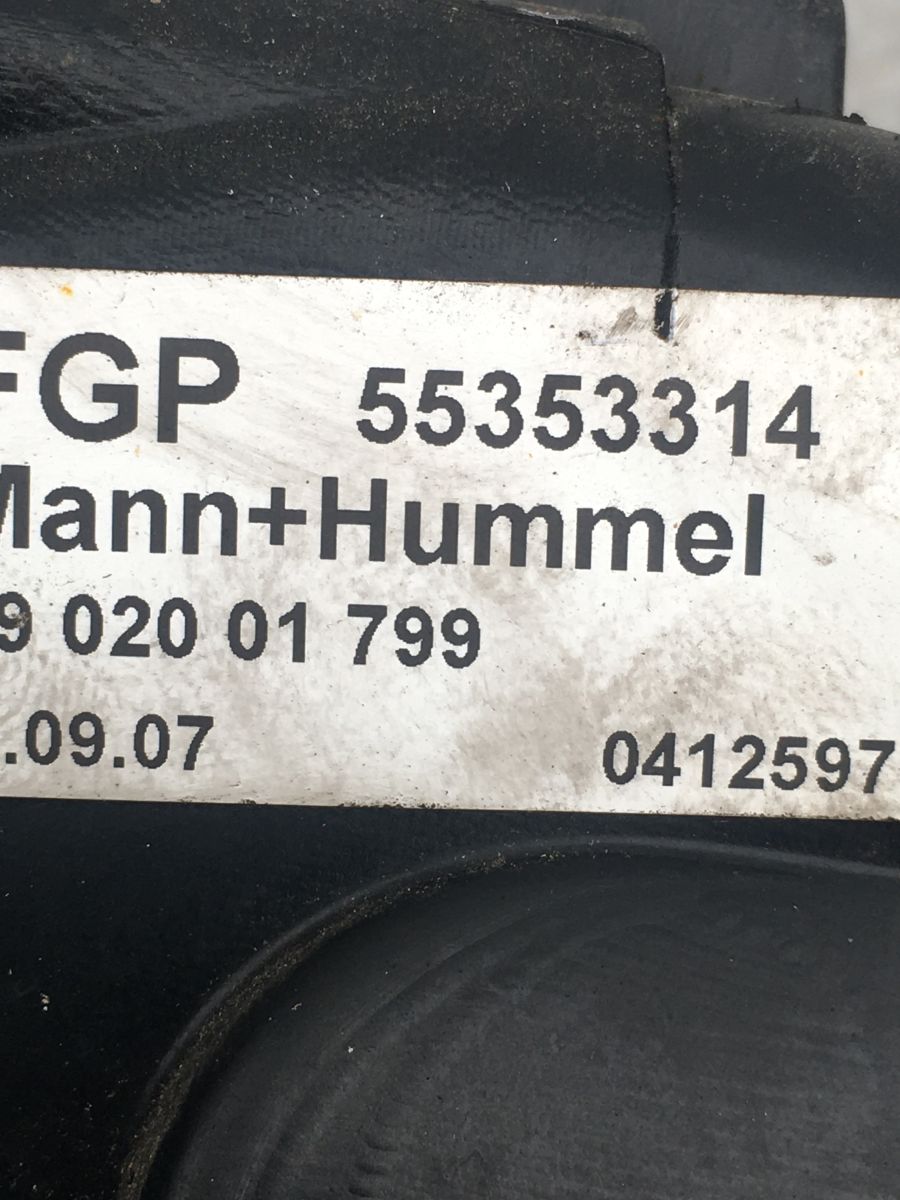 FGP 55353314
Mann+Hummel
9 020 01 799
.09.07 0412597